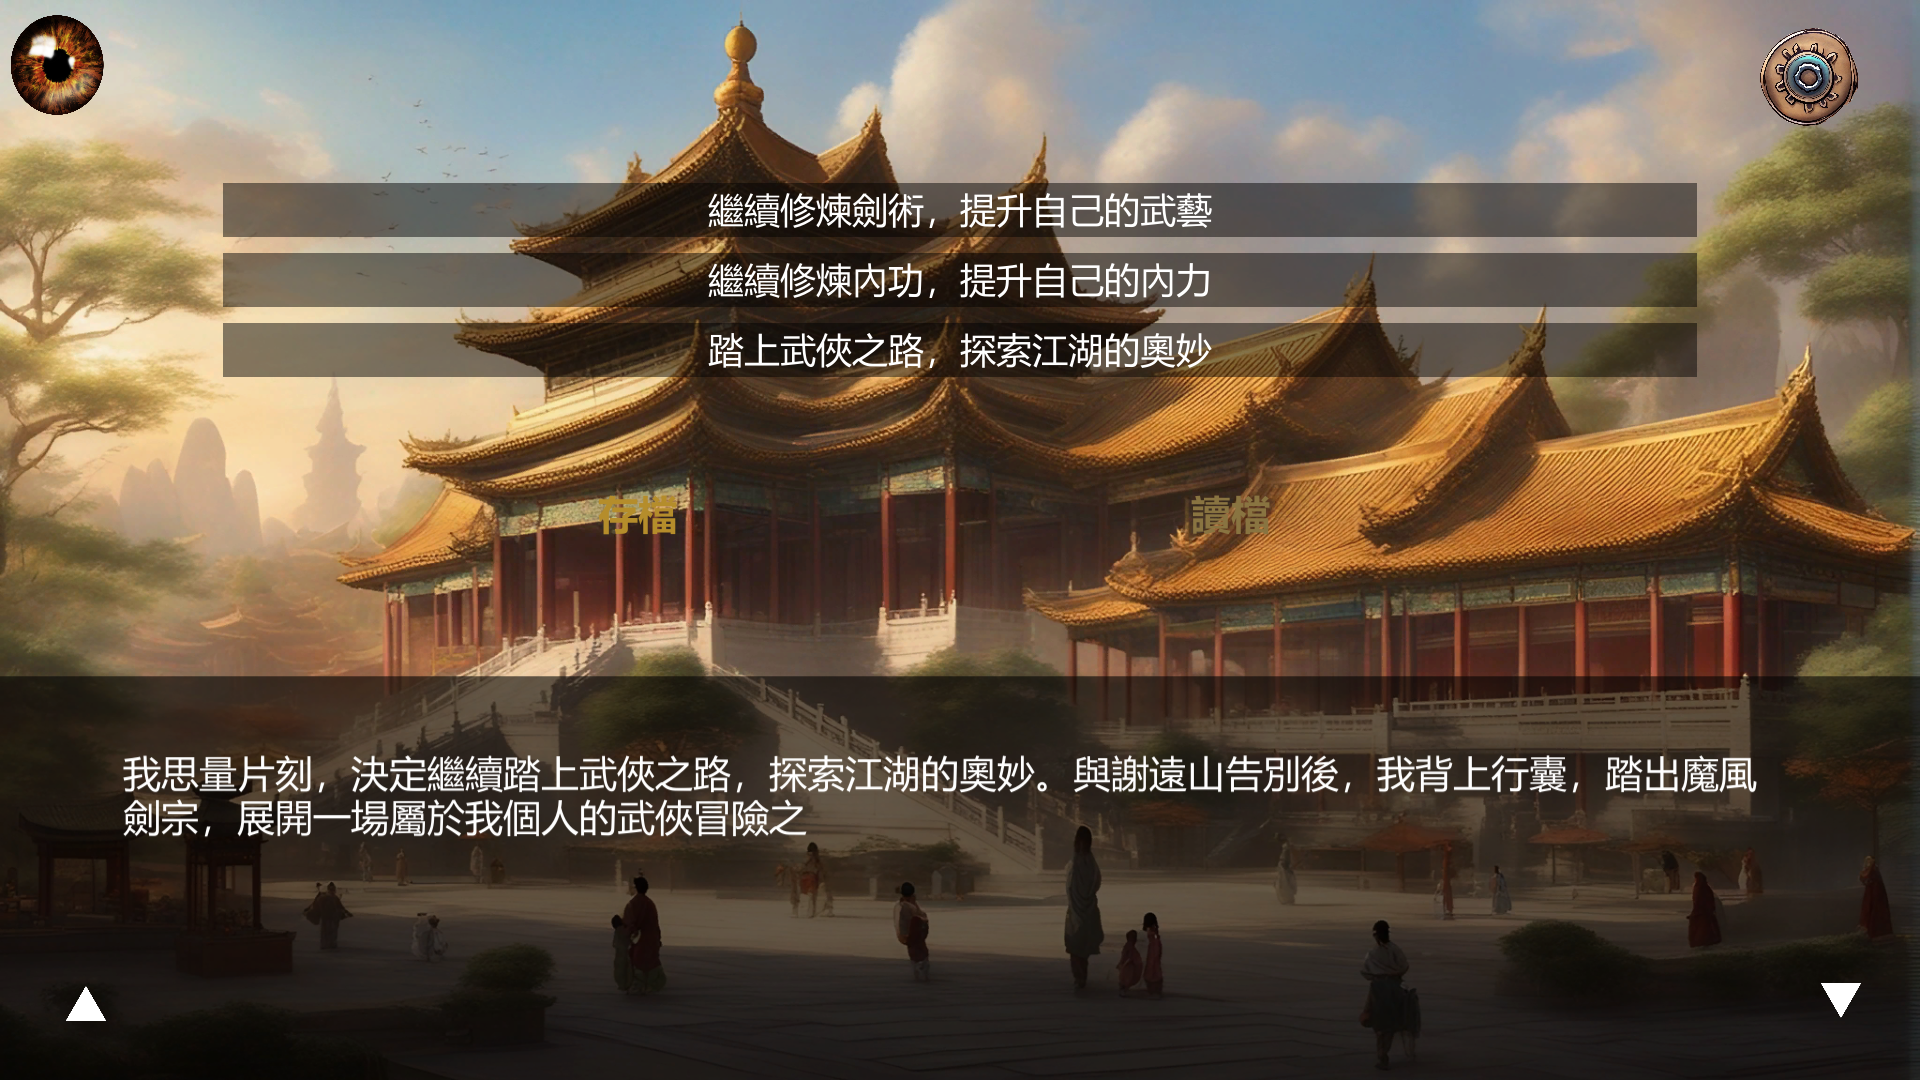 繼續修煉劍術，提升自己的武藝
繼續修煉內功，提升自己的內力
踏上武俠之路，探索江湖的奧妙
存檔
讀檔
我思量片刻，決定繼續踏上武俠之路，探索江湖的奧妙。與謝遠山告別後，我背上行囊，踏出魔風
劍宗，展開一場屬於我個人的武俠冒險之